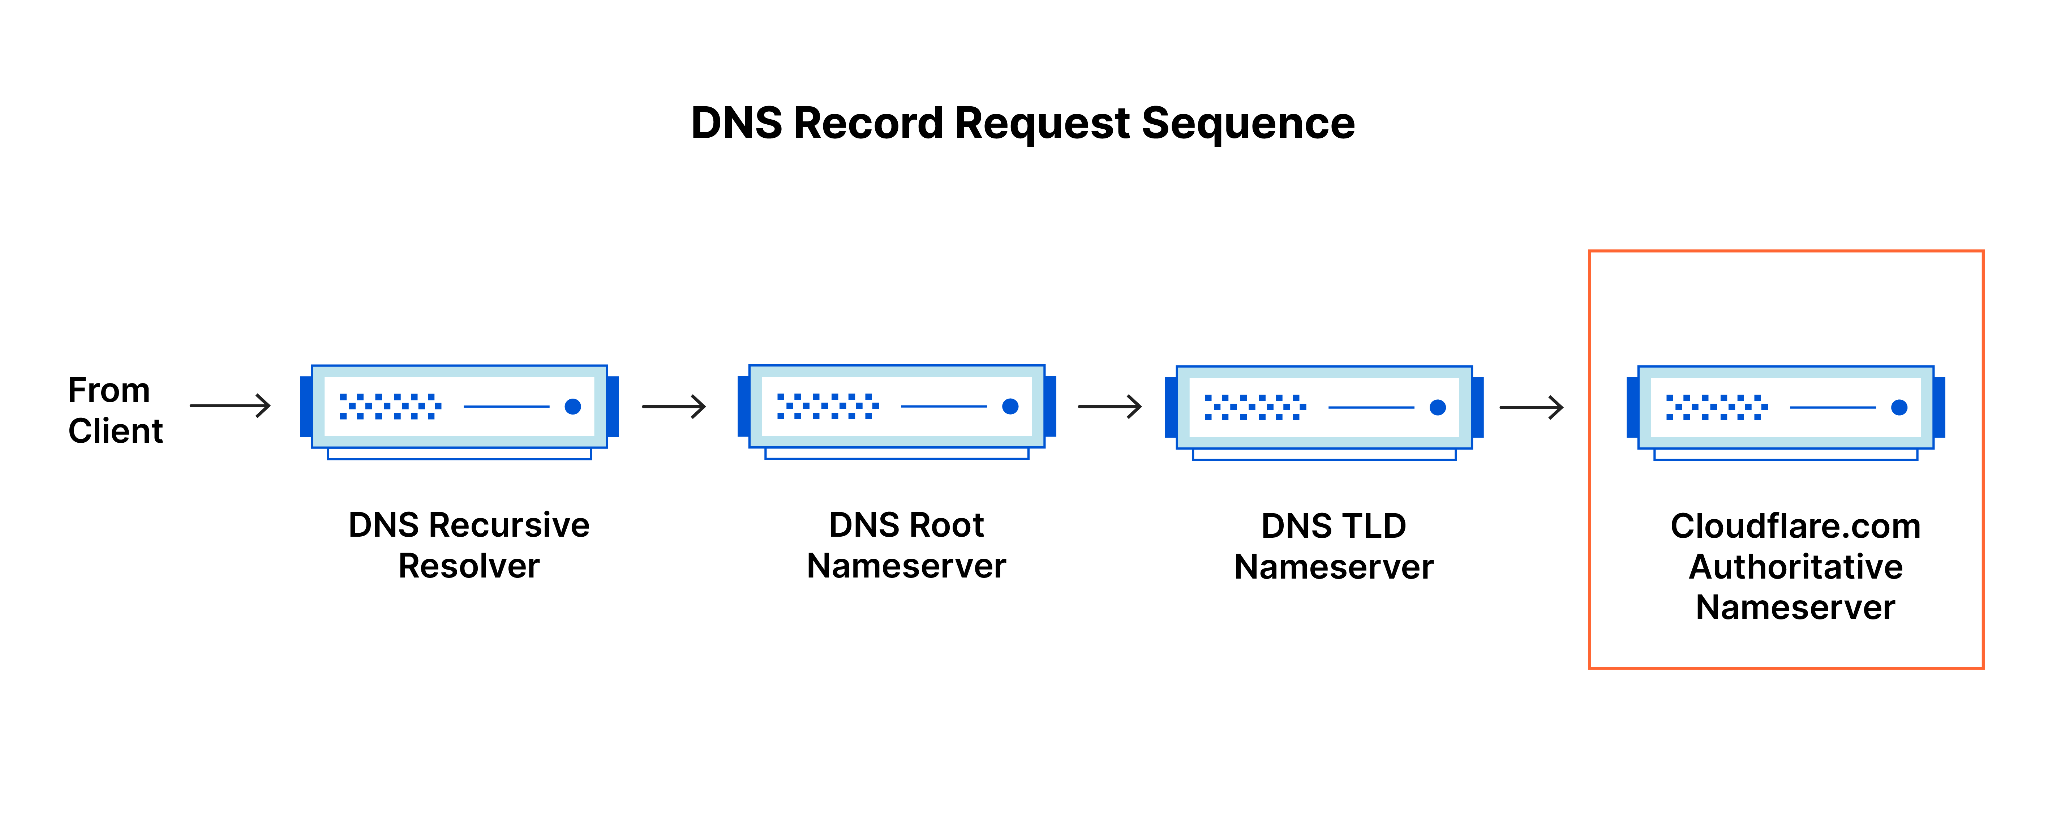 DNS Record Request Sequence
From
Client
DNS Recursive
Resolver
DNS Root
Nameserver
DNS TLD
Nameserver
Cloudflare.com
Authoritative
Nameserver